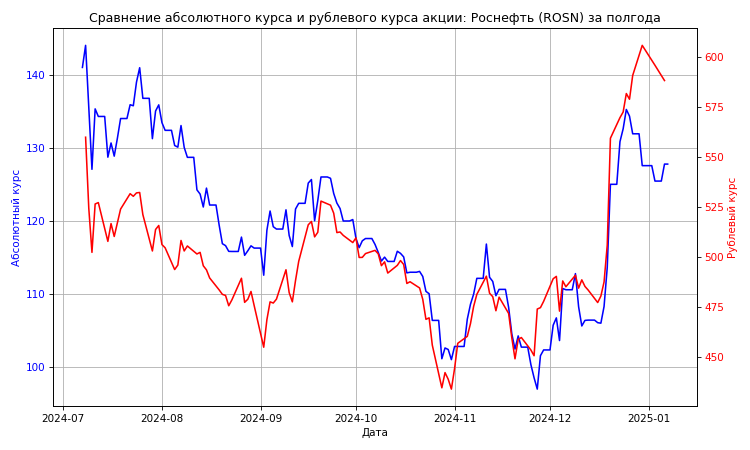 Сравнение абсолютного курса и рублевого курса акции: Роснефть (ROSN) за полгода
Абсолютный курс
140
130
120
110
100
600
575
550
525
500
475
450
Рублевый курс
2024-07 2024-08 2024-09 2024-10 2024-11 2024-12 2025-01
Дата